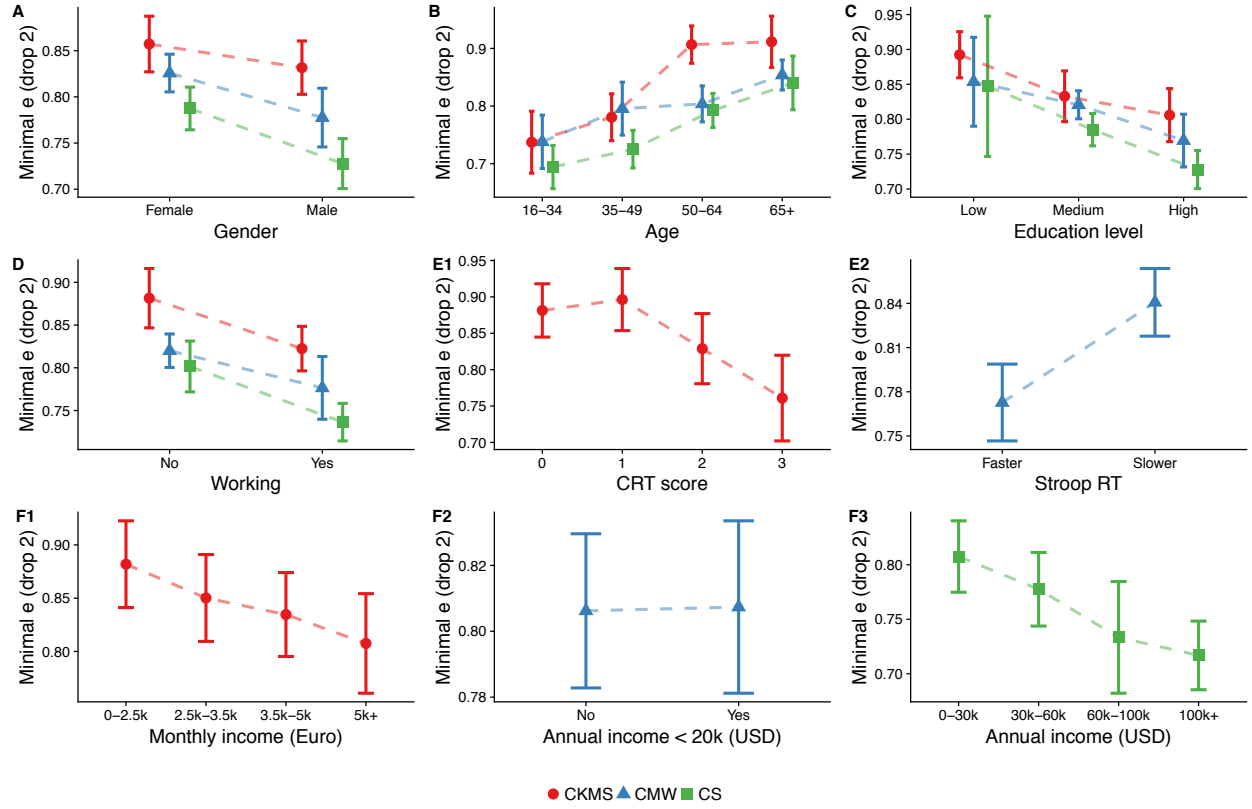 A
Minimal e (drop 2)
0.85
0.80
0.75
0.70
Female
Male
Gender
B
Minimal e (drop 2)
0.9
0.8
0.7
16–34
35–49
50–64
65+
Age
C
Minimal e (drop 2)
0.95
0.90
0.85
0.80
0.75
0.70
Low
Medium
High
Education level
D
Minimal e (drop 2)
0.90
0.85
0.80
0.75
No
Yes
Working
E1
Minimal e (drop 2)
0.95
0.90
0.85
0.80
0.75
0.70
0
1
2
3
CRT score
E2
Minimal e (drop 2)
0.84
0.81
0.78
0.75
Faster
Slower
Stroop RT
F1
Minimal e (drop 2)
0.90
0.85
0.80
0–2.5k
2.5k–3.5k
3.5k–5k
5k+
Monthly income (Euro)
F2
Minimal e (drop 2)
0.82
0.80
0.78
No
Yes
Annual income < 20k (USD)
F3
Minimal e (drop 2)
0.80
0.75
0.70
0–30k
30k–60k
60k–100k
100k+
Annual income (USD)
CKMS CMW CS